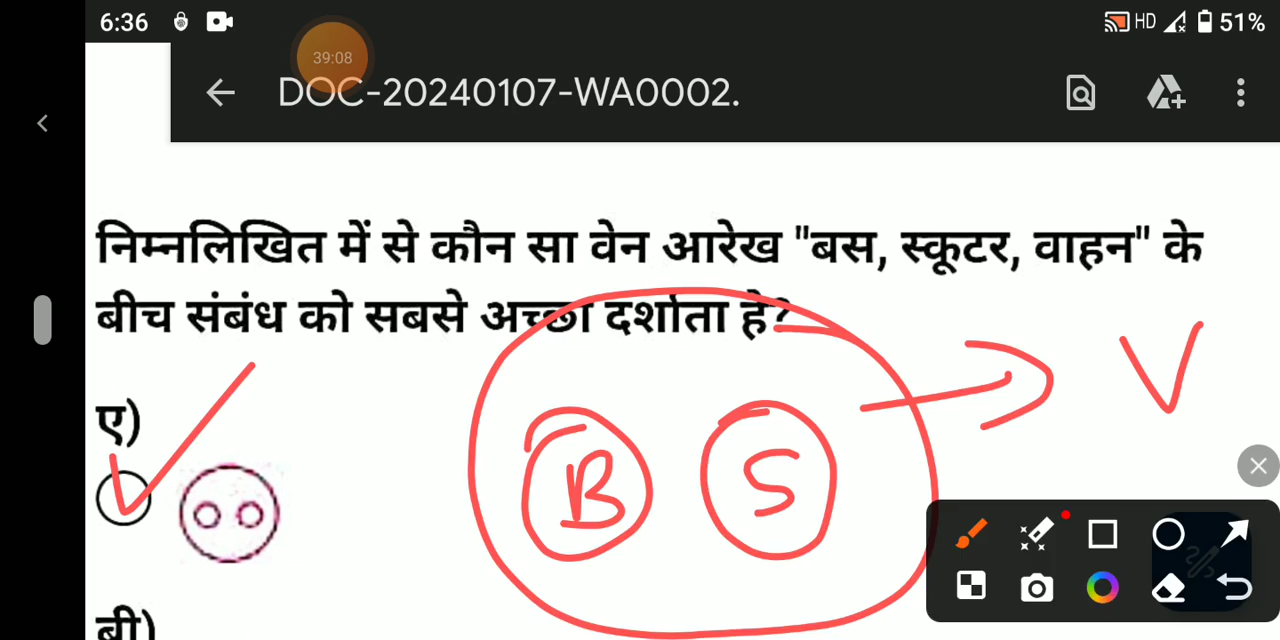 6:36 HD 51%
39:08
DOC-20240107-WA0002.
निम्नलिखित में से कौन सा वेन आरेख "बस, स्कूटर, वाहन" के
बीच संबंध को सबसे अच्छा दर्शाता है?
ए)
B S V
बी)